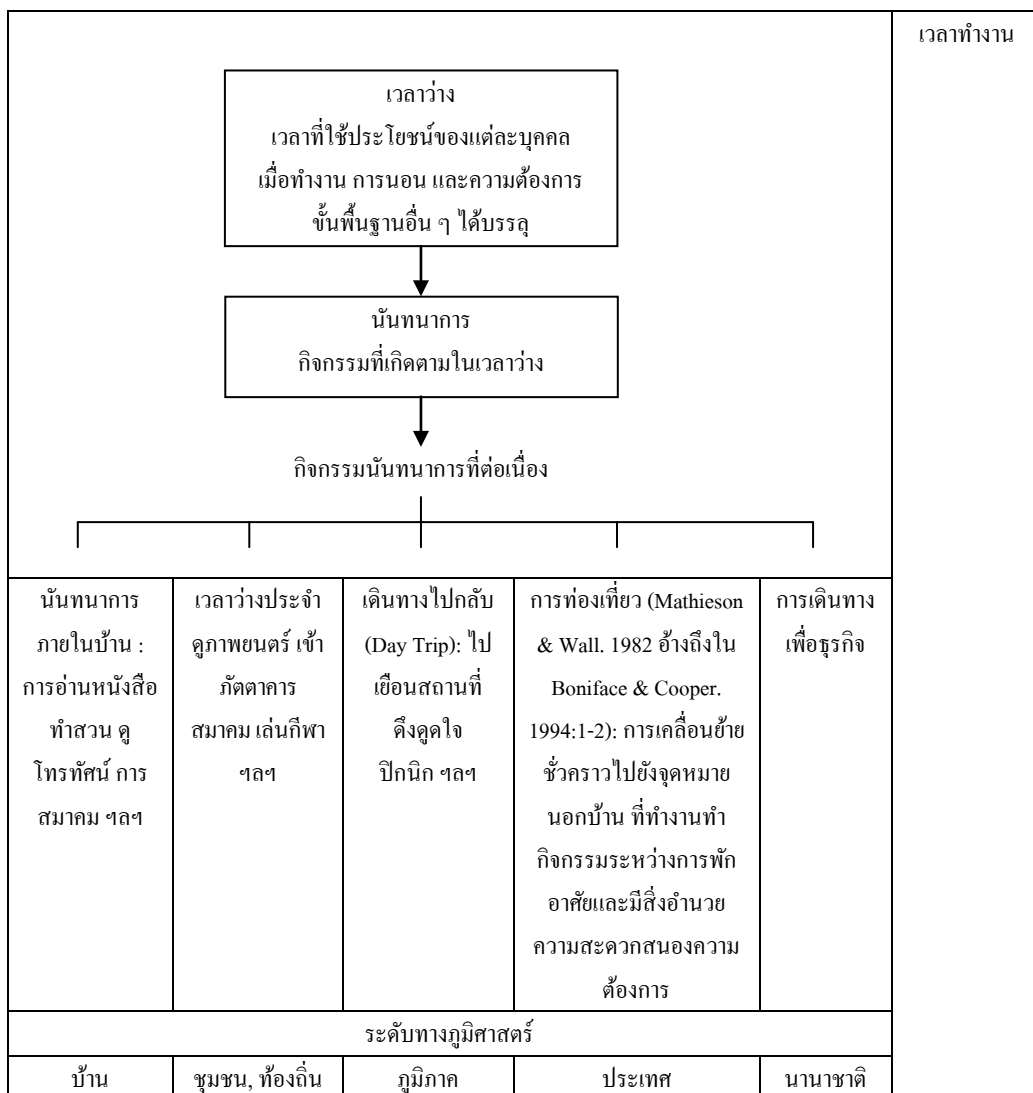 เวลาทำงาน
เวลาว่าง
เวลาที่ใช้ประโยชน์ของแต่ละบุคคล
เมื่อทำงาน การนอน และความต้องการ
ขั้นพื้นฐานอื่น ๆ ได้บรรลุ
นันทนาการ
กิจกรรมที่เกิดตามในเวลาว่าง
กิจกรรมนันทนาการที่ต่อเนื่อง
นันทนาการ
ภายในบ้าน :
การอ่านหนังสือ
ทำสวน ดู
โทรทัศน์ การ
สมาคม ฯลฯ
เวลาว่างประจำ
ดูภาพยนตร์ เข้า
ภัตตาคาร
สมาคม เล่นกีฬา
ฯลฯ
เดินทางไปกลับ
(Day Trip): ไป
เยือนสถานที่
ดึงดูดใจ
ปิกนิก ฯลฯ
การท่องเที่ยว (Mathieson
& Wall. 1982 อ้างถึงใน
Boniface & Cooper.
1994:1-2): การเคลื่อนย้าย
ชั่วคราวไปยังจุดหมาย
นอกบ้าน ที่ทำงานทำ
กิจกรรมระหว่างการพัก
อาศัยและมีสิ่งอำนวย
ความสะดวกสนองความ
ต้องการ
การเดินทาง
เพื่อธุรกิจ
ระดับทางภูมิศาสตร์
บ้าน
ชุมชน, ท้องถิ่น
ภูมิภาค
ประเทศ
นานาชาติ